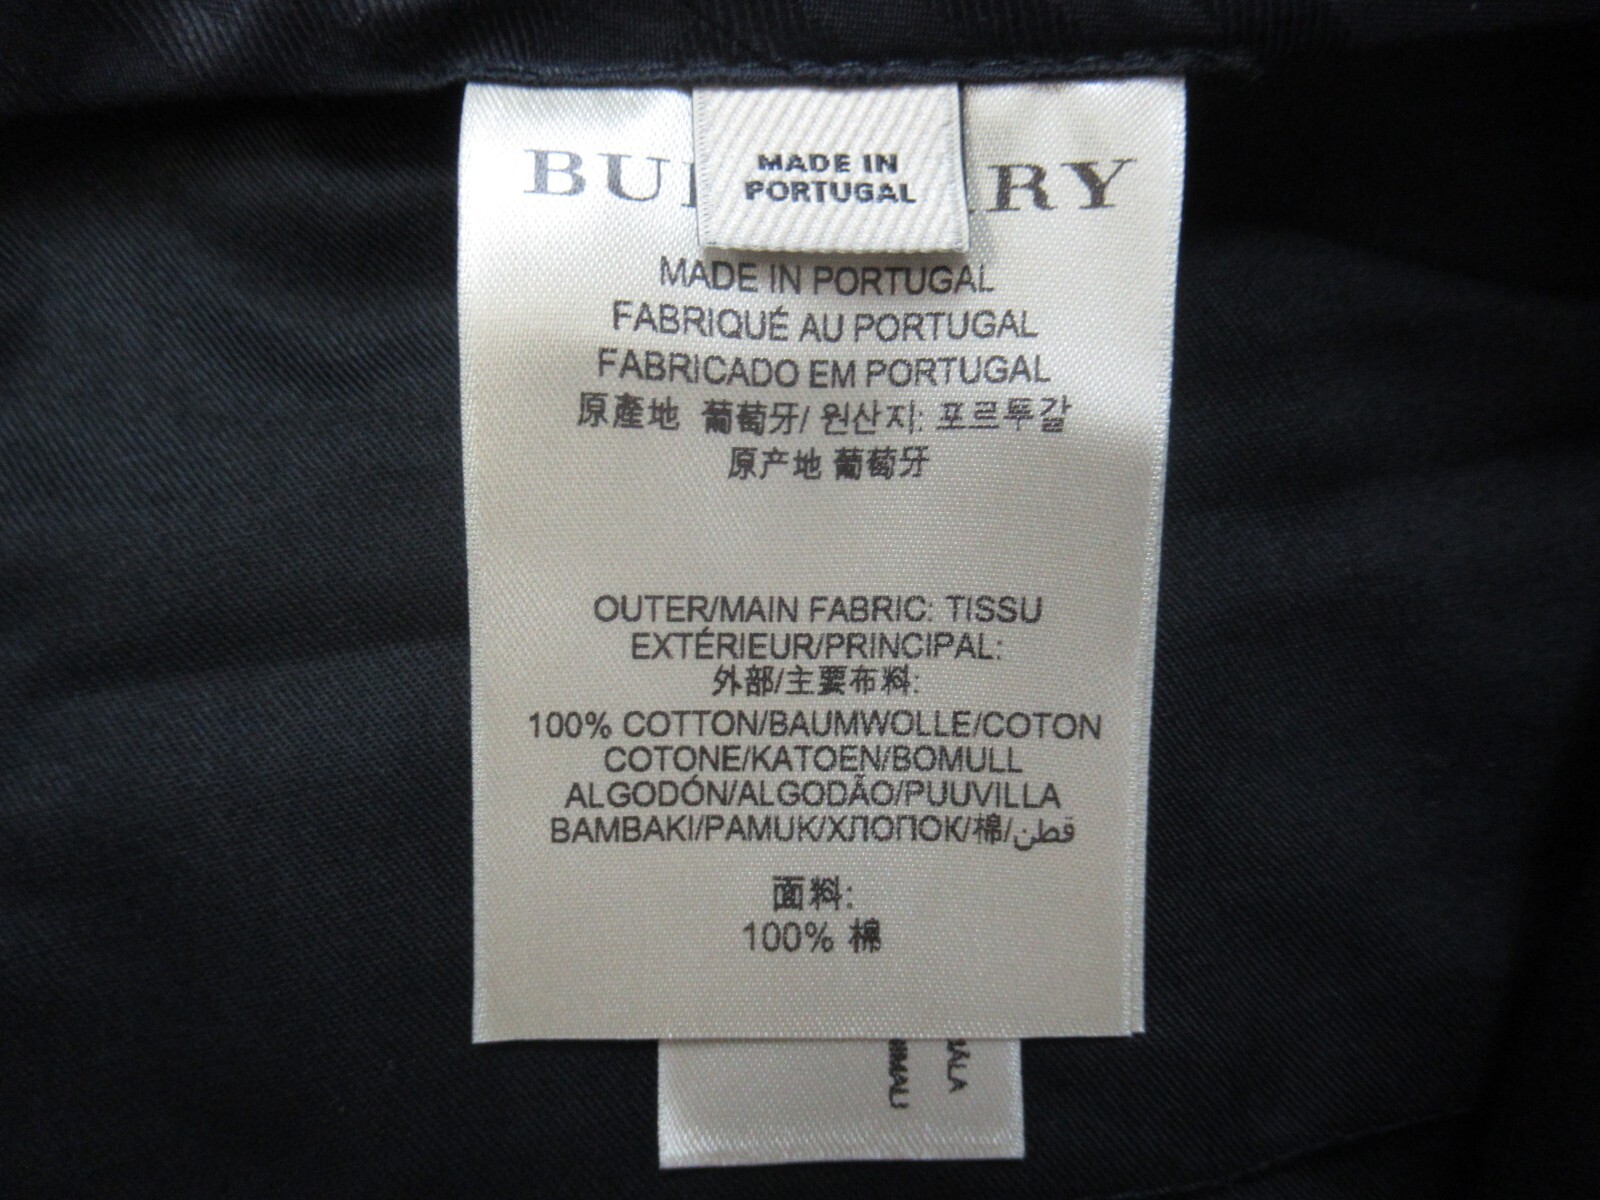 MADE IN
PORTUGAL
MADE IN PORTUGAL
FABRIQUÉ AU PORTUGAL
FABRICADO EM PORTUGAL
原產地 葡萄牙/ 원산지: 포르투갈
原产地 葡萄牙
OUTER/MAIN FABRIC: TISSU
EXTÉRIEUR/PRINCIPAL:
外部/主要布料:
100% COTTON/BAUMWOLLE/COTON
COTONE/KATOEN/BOMULL
ALGODÓN/ALGODÃO/PUUVILLA
BAMBAKI/PAMUK/ХЛОПОК/棉/قطن
面料:
100% 棉